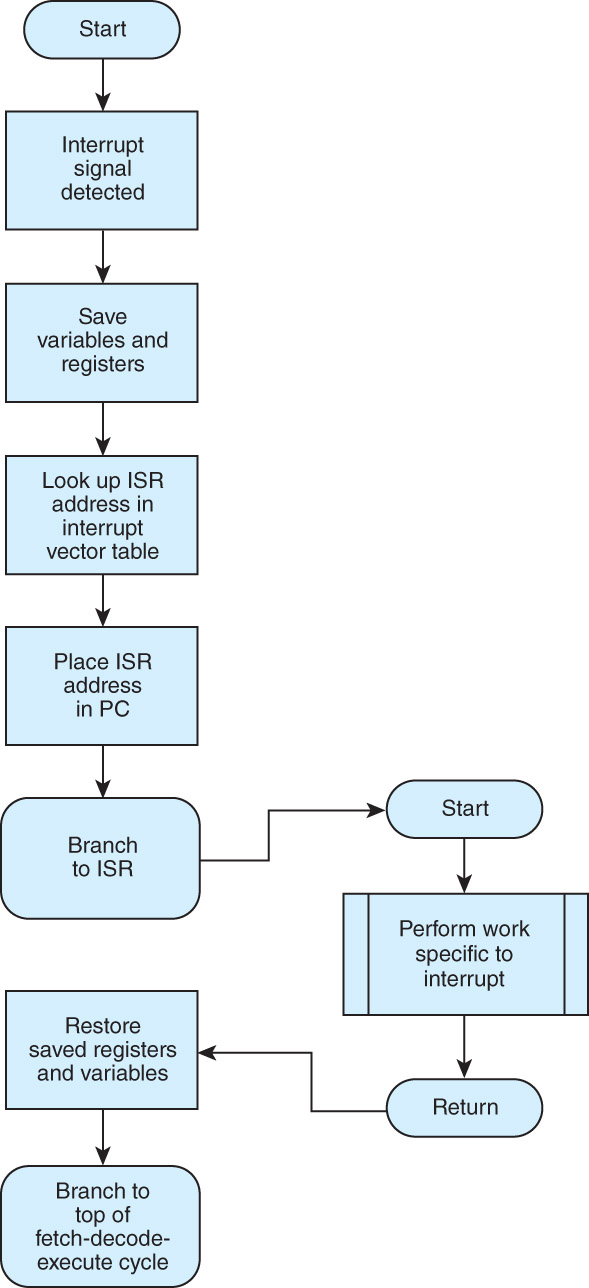 Start
Interrupt
signal
detected
Save
variables and
registers
Look up ISR
address in
interrupt
vector table
Place ISR
address
in PC
Branch
to ISR
Start
Perform work
specific to
interrupt
Return
Restore
saved registers
and variables
Branch to
top of
fetch-decode-
execute cycle